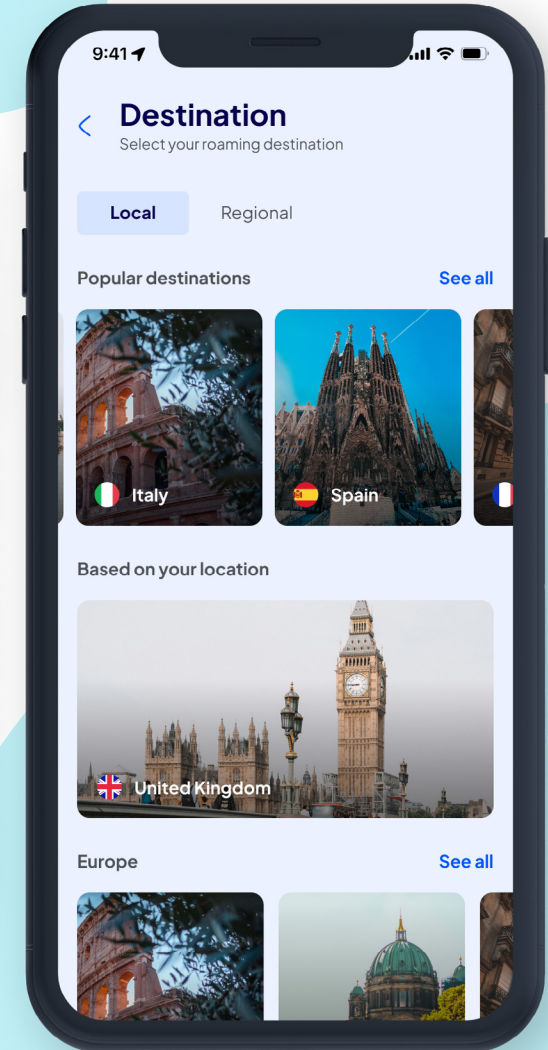 9:41
Destination
Select your roaming destination
Local
Regional
Popular destinations
See all
Italy
Spain
Based on your location
United Kingdom
Europe
See all